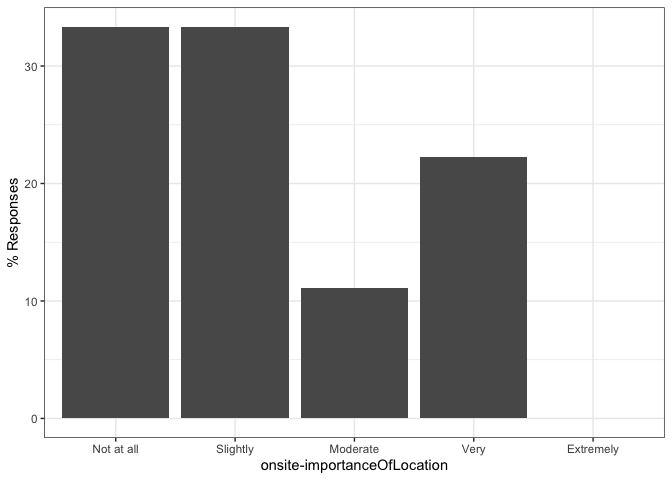 % Responses
30
20
10
0
Not at all Slightly Moderate Very Extremely
onsite-importanceOfLocation